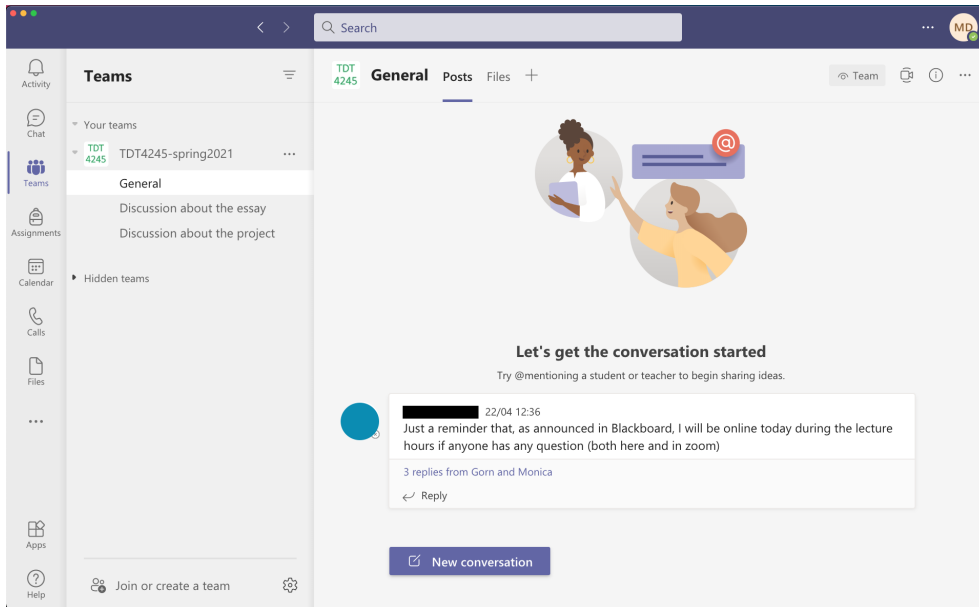 Search
MD
Activity
Chat
Teams
Assignments
Calendar
Calls
Files
Apps
Help
Teams
Your teams
TDT
4245
TDT4245-spring2021
General
Discussion about the essay
Discussion about the project
Hidden teams
Join or create a team
TDT
4245
General Posts Files
Team
@
Let's get the conversation started
Try @mentioning a student or teacher to begin sharing ideas.
22/04 12:36
Just a reminder that, as announced in Blackboard, I will be online today during the lecture
hours if anyone has any question (both here and in zoom)
3 replies from Gorn and Monica
Reply
New conversation